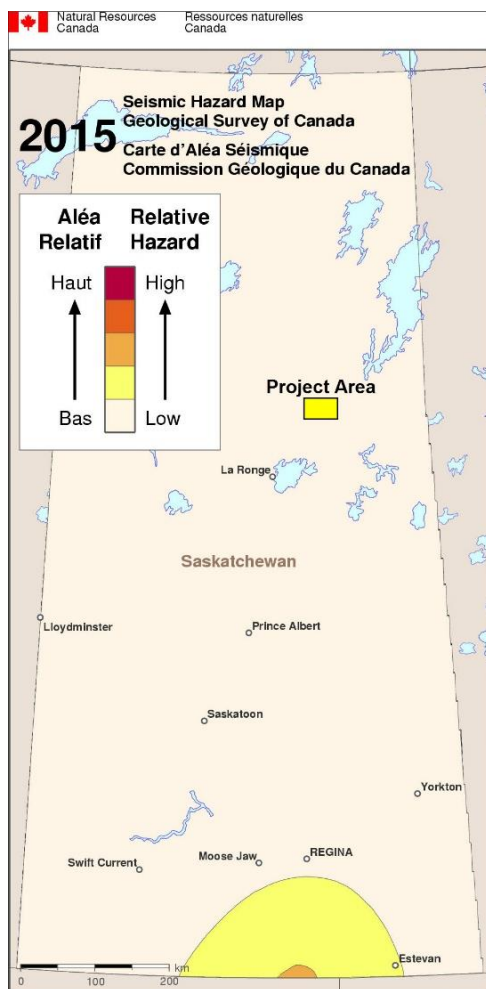 Natural Resources
Canada
Ressources naturelles
Canada
2015
Seismic Hazard Map
Geological Survey of Canada
Carte d'Aléa Séismique
Commission Géologique du Canada
Aléa
Relatif
Relative
Hazard
Haut
High
Bas
Low
Project Area
La Ronge
Saskatchewan
Lloydminster
Prince Albert
Saskatoon
Yorkton
Swift Current
Moose Jaw
REGINA
Estevan
km
0 100 200